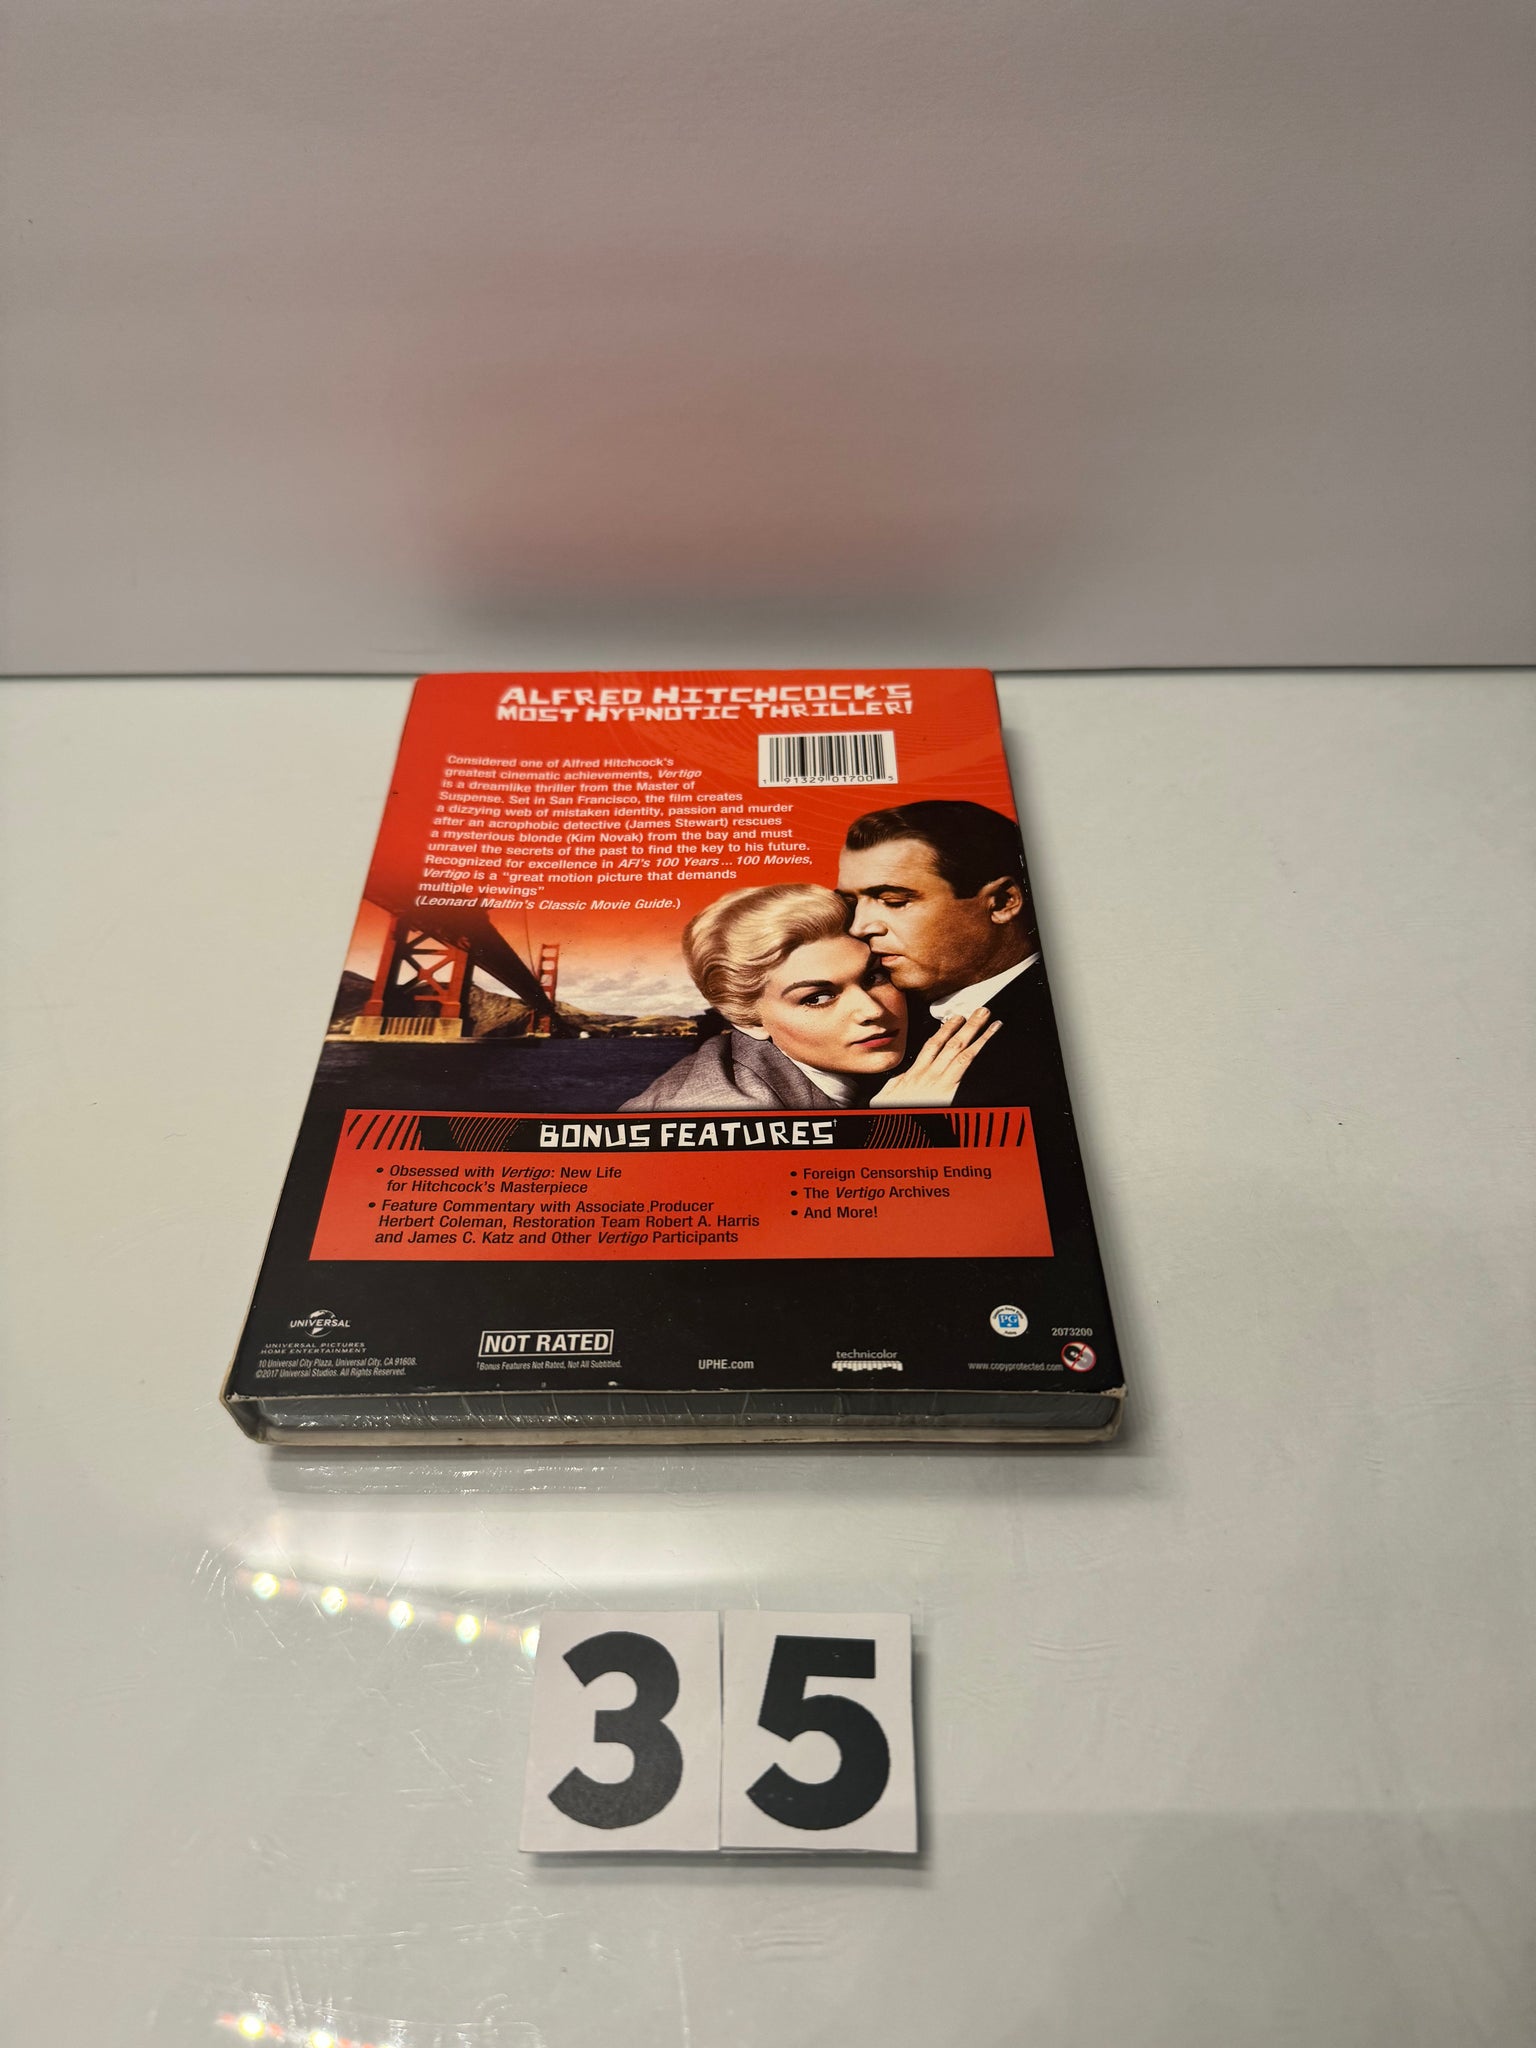 ALFRED HITCHCOCK'S
MOST HYPNOTIC THRILLER!
1 91329 01700 5
Considered one of Alfred Hitchcock's
greatest cinematic achievements, Vertigo
is a dreamlike thriller from the Master of
Suspense. Set in San Francisco, the film creates
a dizzying web of mistaken identity, passion and murder
after an acrophobic detective (James Stewart) rescues
a mysterious blonde (Kim Novak) from the bay and must
unravel the secrets of the past to find the key to his future.
Recognized for excellence in AFI's 100 Years... 100 Movies,
Vertigo is a "great motion picture that demands
multiple viewings"
(Leonard Maltin's Classic Movie Guide.)
BONUS FEATURES†
• Obsessed with Vertigo: New Life
for Hitchcock's Masterpiece
• Feature Commentary with Associate Producer
Herbert Coleman, Restoration Team Robert A. Harris
and James C. Katz and Other Vertigo Participants
• Foreign Censorship Ending
• The Vertigo Archives
• And More!
UNIVERSAL
UNIVERSAL PICTURES
HOME ENTERTAINMENT
10 Universal City Plaza, Universal City, CA 91608.
©2017 Universal Studios. All Rights Reserved.
NOT RATED
†Bonus Features Not Rated, Not All Subtitled.
UPHE.com
technicolor
PG
2073200
www.copyprotected.com
35